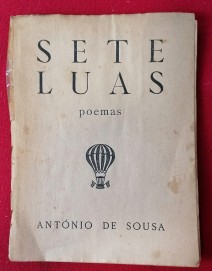 SETE
LUAS
poemas
ANTÓNIO DE SOUSA